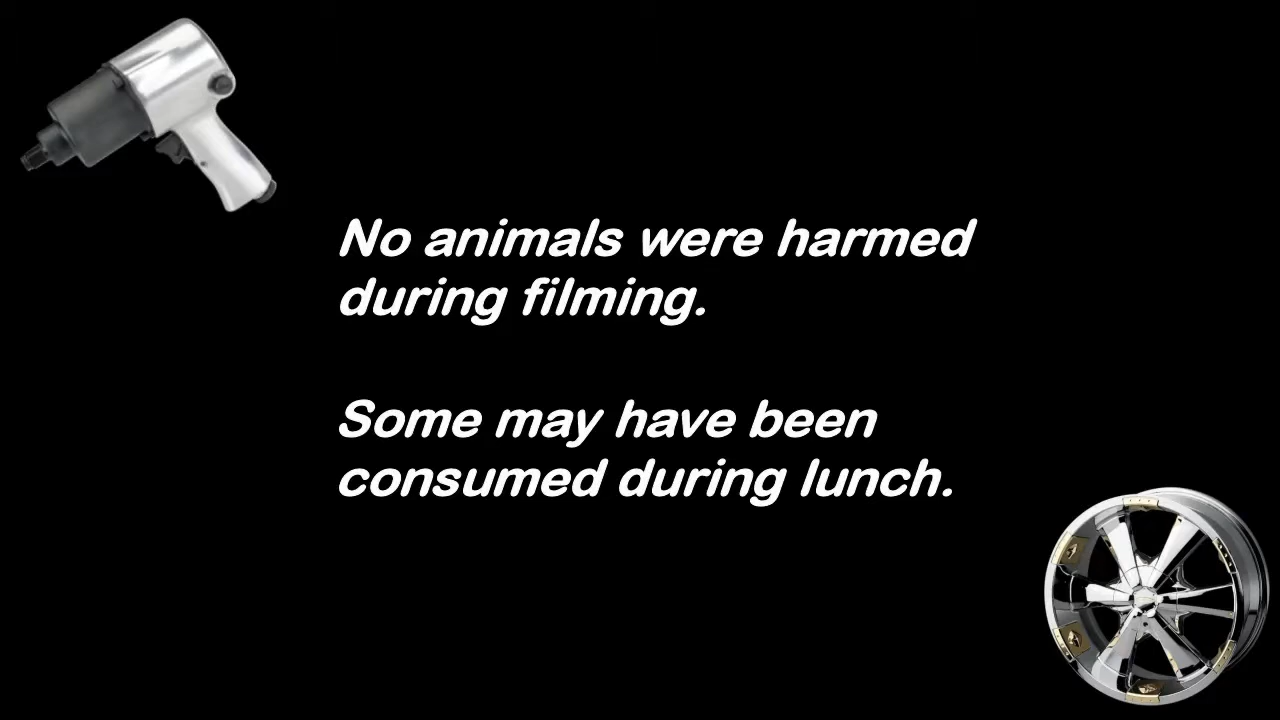 No animals were harmed
during filming.
Some may have been
consumed during lunch.